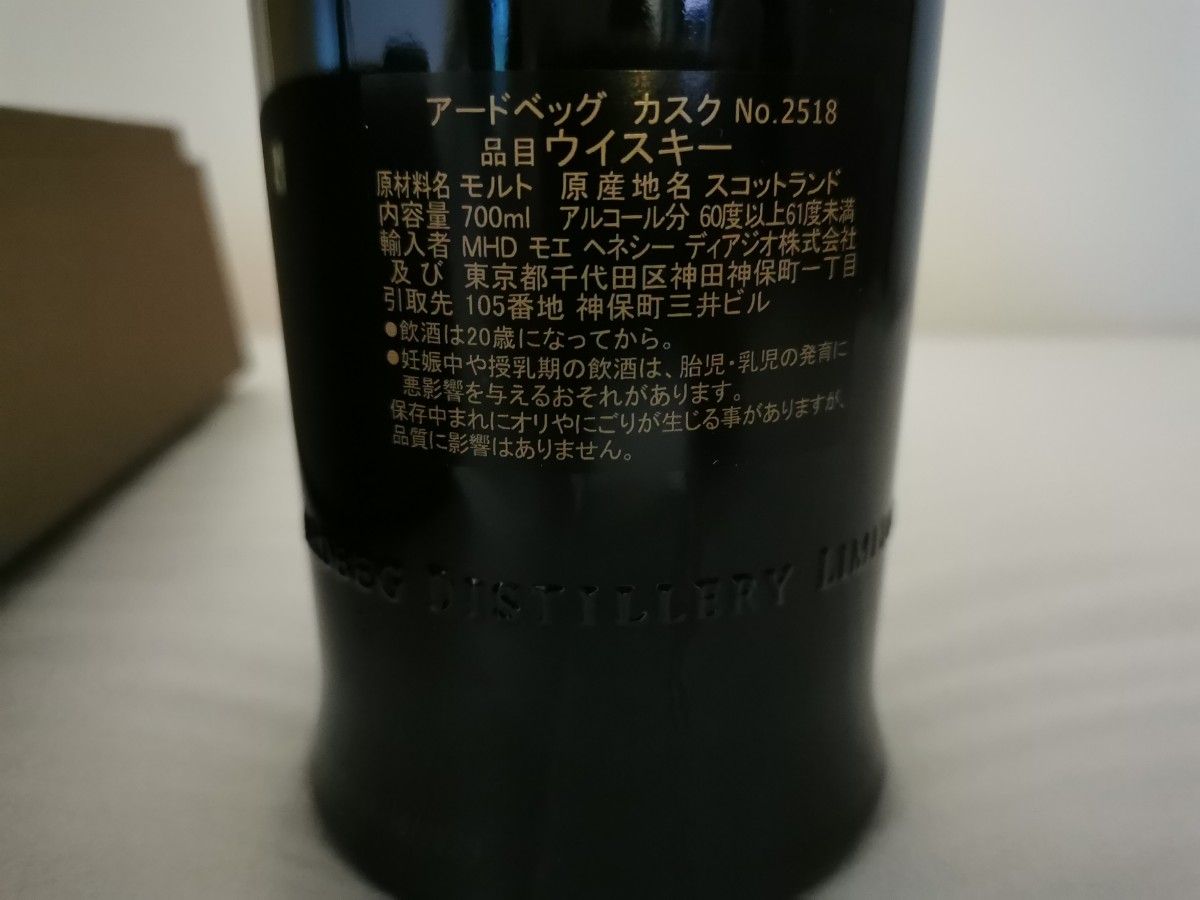 アードベッグ カスク No.2518
品目 ウイスキー
原材料名 モルト 原産地名 スコットランド
内容量 700ml アルコール分 60度以上61度未満
輸入者 MHD モエ ヘネシー ディアジオ株式会社
及び 東京都千代田区神田神保町一丁目
引取先 105番地 神保町三井ビル
●飲酒は20歳になってから。
●妊娠中や授乳期の飲酒は、胎児・乳児の発育に
悪影響を与えるおそれがあります。
保存中まれにオリやにごりが生じる事がありますが、
品質に影響はありません。
DISTILLERY